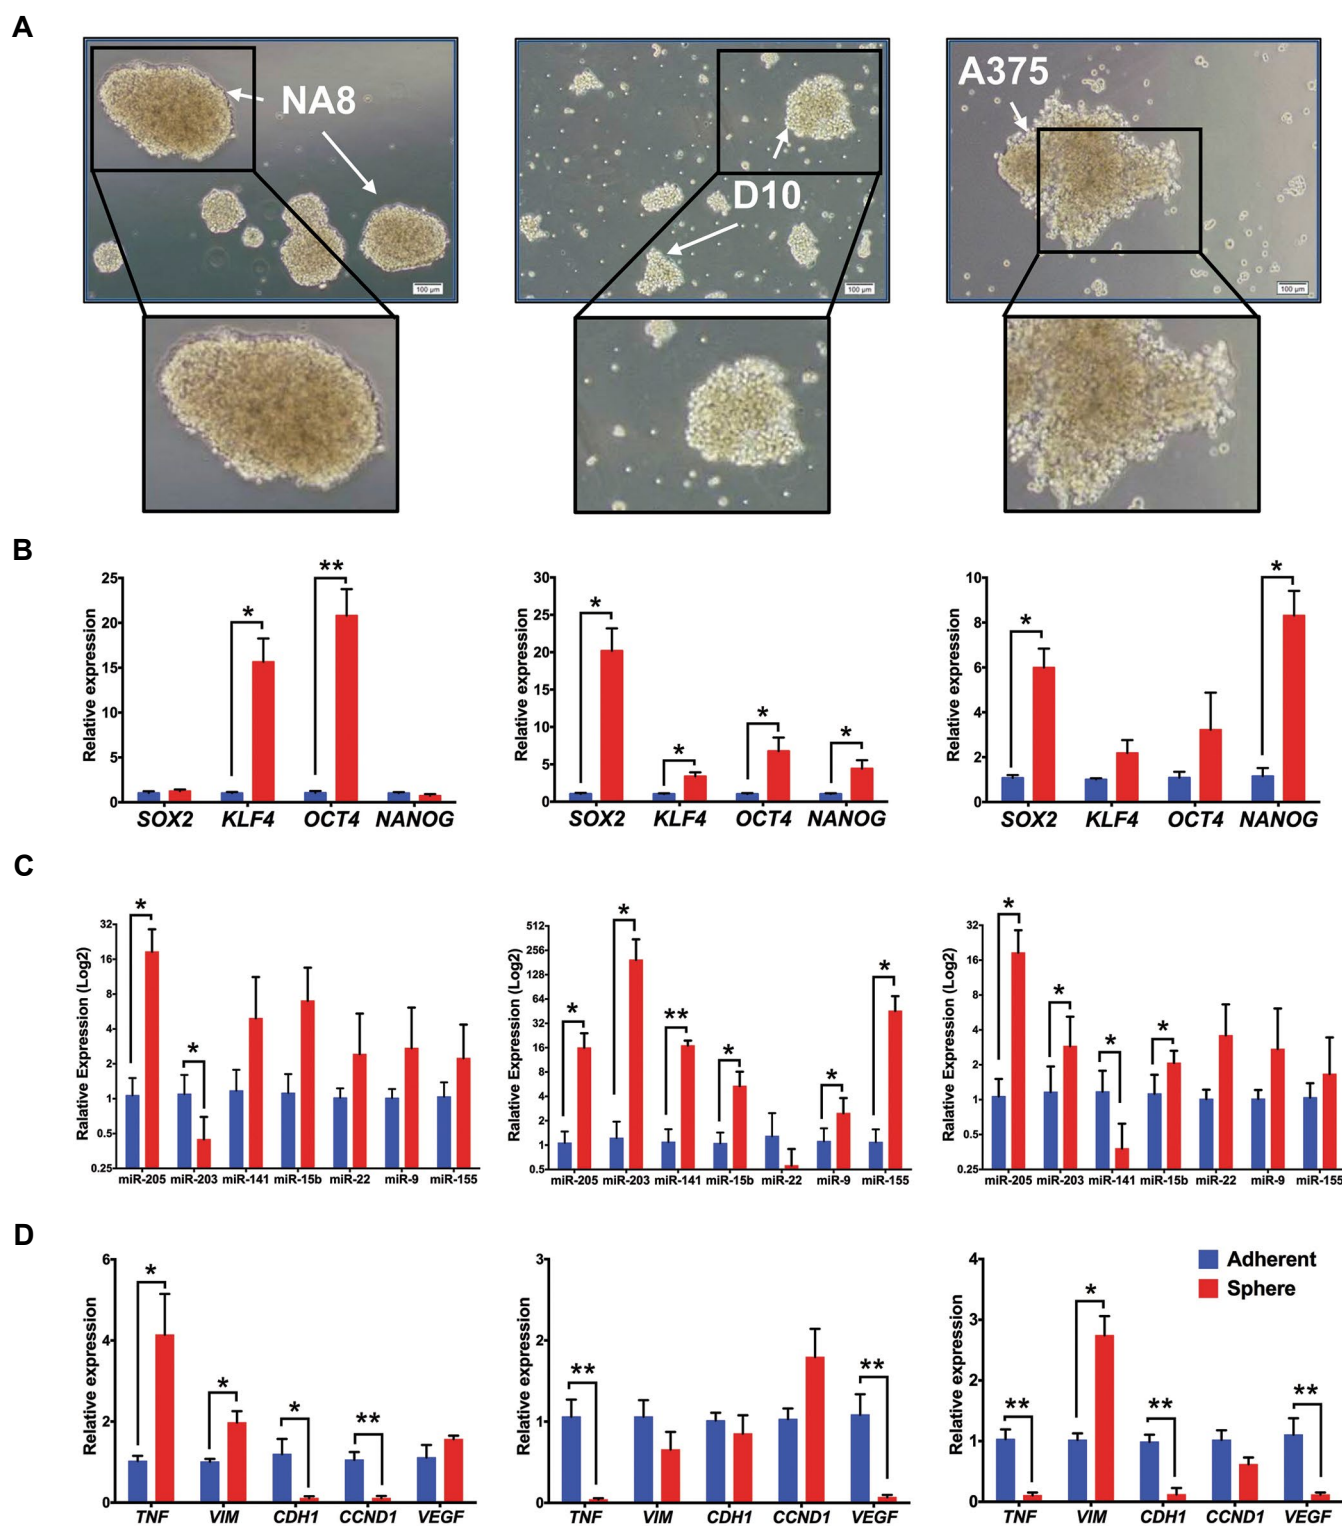 A
NA8
D10
A375
100 µm
100 µm
100 µm
B
Relative expression
25
20
15
10
5
0
**
*
SOX2 KLF4 OCT4 NANOG
Relative expression
30
25
20
15
10
5
0
*
*
*
*
SOX2 KLF4 OCT4 NANOG
Relative expression
10
8
6
4
2
0
*
*
SOX2 KLF4 OCT4 NANOG
C
Ralative Expression (Log2)
32
16
8
4
2
1
0.5
0.25
*
*
miR-205 miR-203 miR-141 miR-15b miR-22 miR-9 miR-155
Ralative Expression (Log2)
512
256
128
64
32
16
8
4
2
1
0.5
*
*
**
*
*
*
miR-205 miR-203 miR-141 miR-15b miR-22 miR-9 miR-155
Ralative Expression (Log2)
32
16
8
4
2
1
0.5
0.25
*
*
*
*
miR-205 miR-203 miR-141 miR-15b miR-22 miR-9 miR-155
D
Relative expression
6
4
2
0
*
*
*
**
TNF VIM CDH1 CCND1 VEGF
Relative expression
3
2
1
0
**
**
TNF VIM CDH1 CCND1 VEGF
Relative expression
4
3
2
1
0
**
*
**
**
TNF VIM CDH1 CCND1 VEGF
Adherent
Sphere